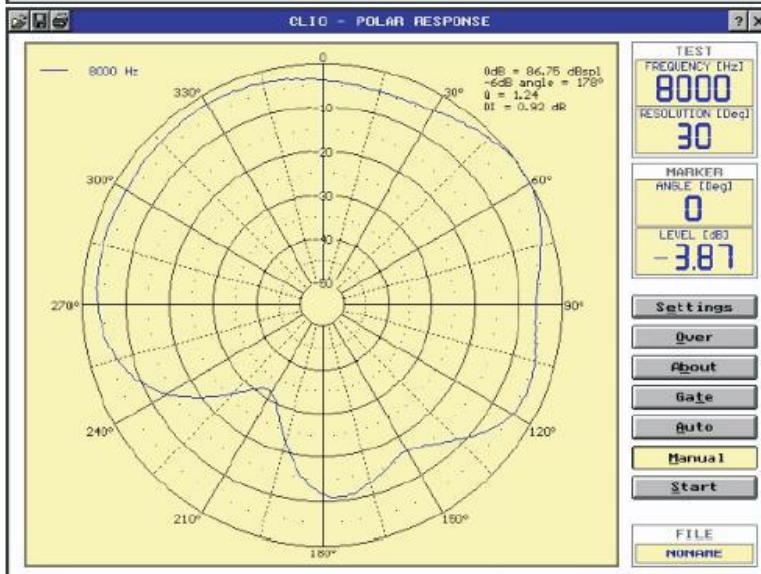 CLIO - POLAR RESPONSE
? x
8000 Hz
0dB = 86.75 dBspl
-6dB angle = 178°
Q = 1.24
DI = 0.92 dB
0
30°
60°
90°
120°
150°
180°
210°
240°
270°
300°
330°
-10
-20
-30
-40
TEST
FREQUENCY [Hz]
8000
RESOLUTION [Deg]
30
MARKER
ANGLE [Deg]
0
LEVEL [dB]
-3.87
Settings
Over
About
Gate
Auto
Manual
Start
FILE
NONAME